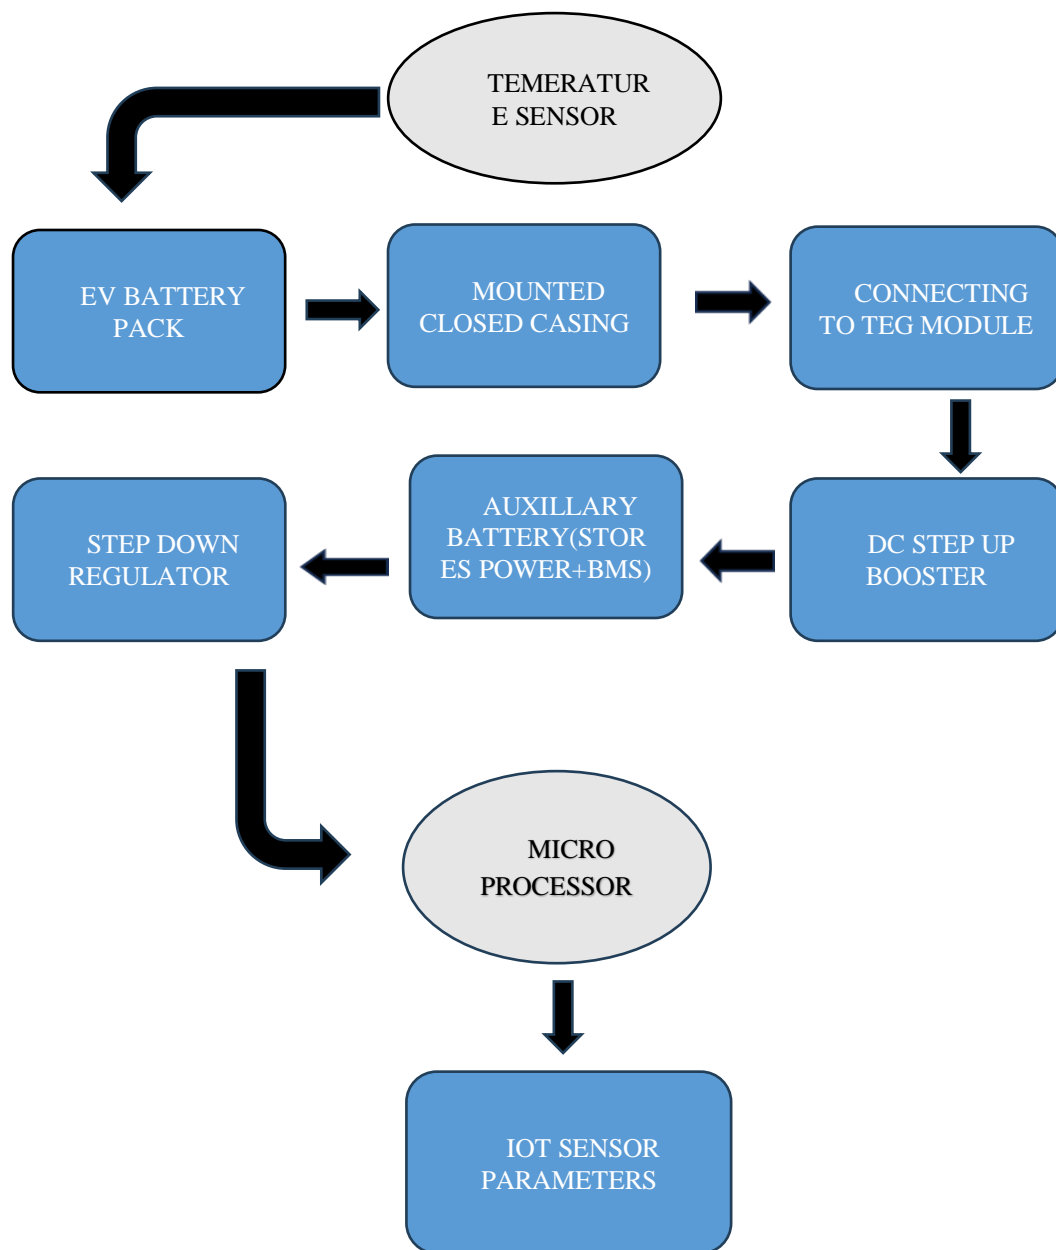 TEMERATUR
E SENSOR
EV BATTERY
PACK
MOUNTED
CLOSED CASING
CONNECTING
TO TEG MODULE
DC STEP UP
BOOSTER
AUXILLARY
BATTERY(STOR
ES POWER+BMS)
STEP DOWN
REGULATOR
MICRO
PROCESSOR
IOT SENSOR
PARAMETERS